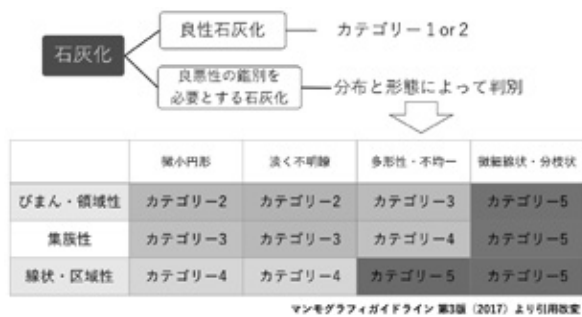 石灰化
良性石灰化
カテゴリー 1 or 2
良悪性の鑑別を
必要とする石灰化
分布と形態によって判別
微小円形 淡く不明瞭 多形性・不均一 微細線状・分枝状
びまん・領域性 カテゴリー2 カテゴリー2 カテゴリー3 カテゴリー5
集簇性 カテゴリー3 カテゴリー3 カテゴリー4 カテゴリー5
線状・区域性 カテゴリー4 カテゴリー4 カテゴリー5 カテゴリー5
マンモグラフィガイドライン 第3版（2017）より引用改変